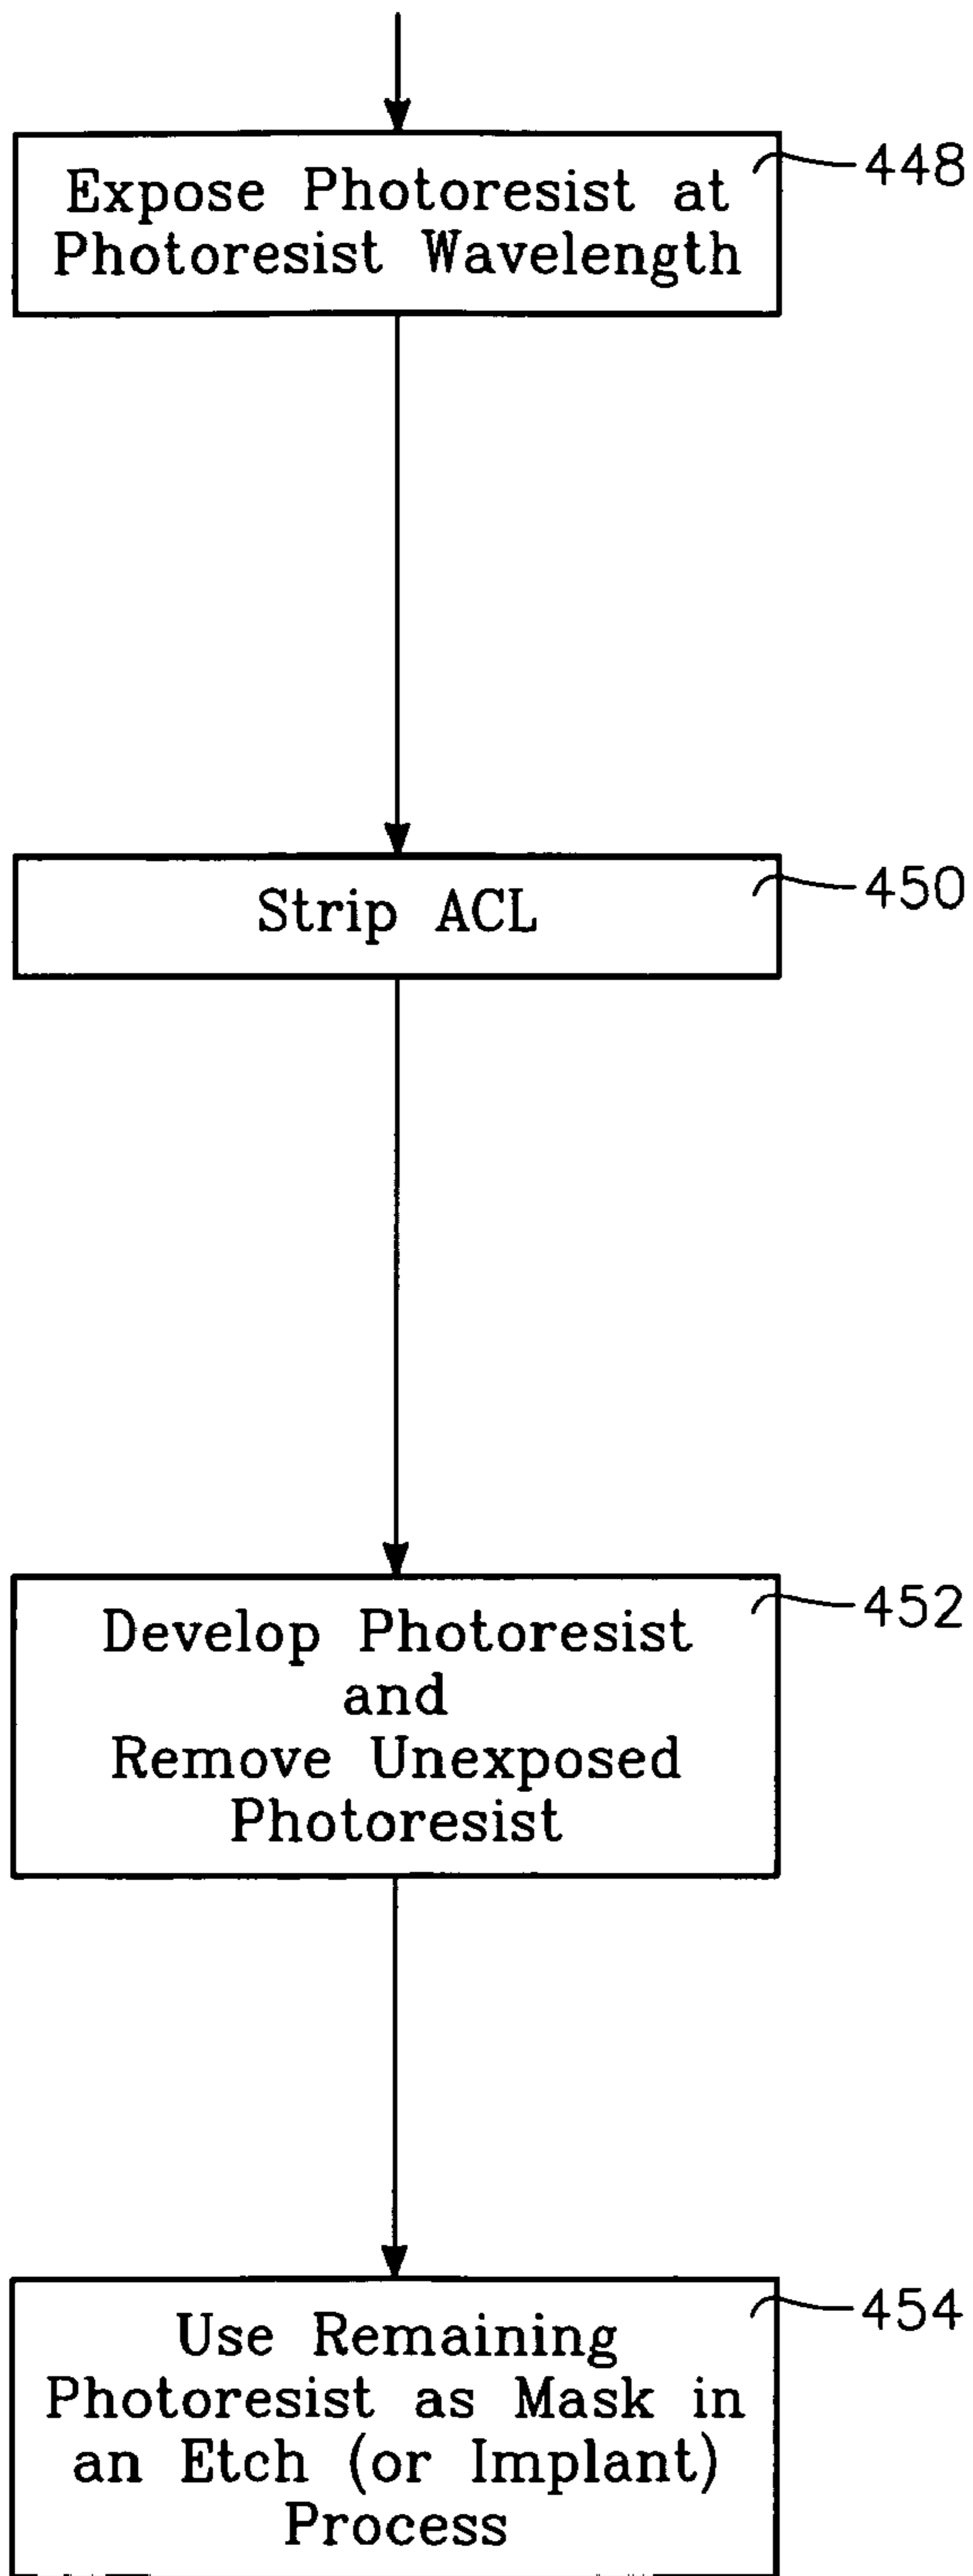 448
Expose Photoresist at
Photoresist Wavelength
450
Strip ACL
452
Develop Photoresist
and
Remove Unexposed
Photoresist
454
Use Remaining
Photoresist as Mask in
an Etch (or Implant)
Process